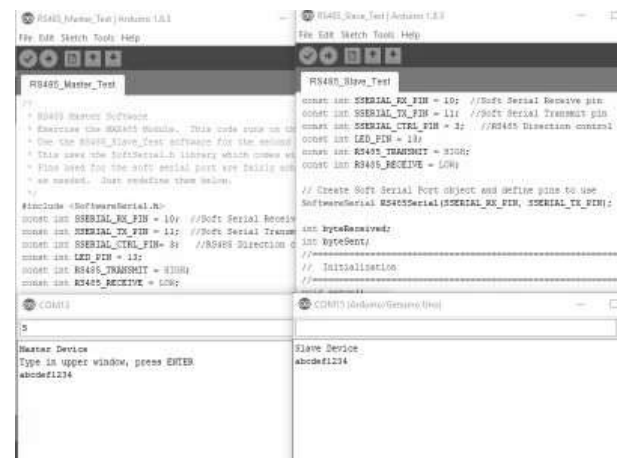 RS485_Master_Test | Arduino 1.8.3
File Edit Sketch Tools Help
RS485_Master_Test
/*
* RS485 Master Software
* Exercise the MAX485 Module. This code runs on th
* Use the RS485_Slave_Test software for the second
* This uses the SoftSerial.h library which comes wi
* Pins used for the soft serial port are fairly
* as needed. Just redefine them below.
*/
#include <SoftwareSerial.h>
const int SSERIAL_RX_PIN = 10; //Soft Serial Receiv
const int SSERIAL_TX_PIN = 11; //Soft Serial Transm
const int SSERIAL_CTRL_PIN= 3; //RS485 Direction c
const int LED_PIN = 13;
const int RS485_TRANSMIT = HIGH;
const int RS485_RECEIVE = LOW;
COM13
5
Master Device
Type in upper window, press ENTER
abcdef1234
RS485_Slave_Test | Arduino 1.8.3
File Edit Sketch Tools Help
RS485_Slave_Test
const int SSERIAL_RX_PIN = 10; //Soft Serial Receive pin
const int SSERIAL_TX_PIN = 11; //Soft Serial Transmit pin
const int SSERIAL_CTRL_PIN = 3; //RS485 Direction control
const int LED_PIN = 13;
const int RS485_TRANSMIT = HIGH;
const int RS485_RECEIVE = LOW;
// Create Soft Serial Port object and define pins to use
SoftwareSerial RS485Serial(SSERIAL_RX_PIN, SSERIAL_TX_PIN);
int byteReceived;
int byteSent;
// Initialization
COM15 (Arduino/Genuino Uno)
Slave Device
abcdef1234